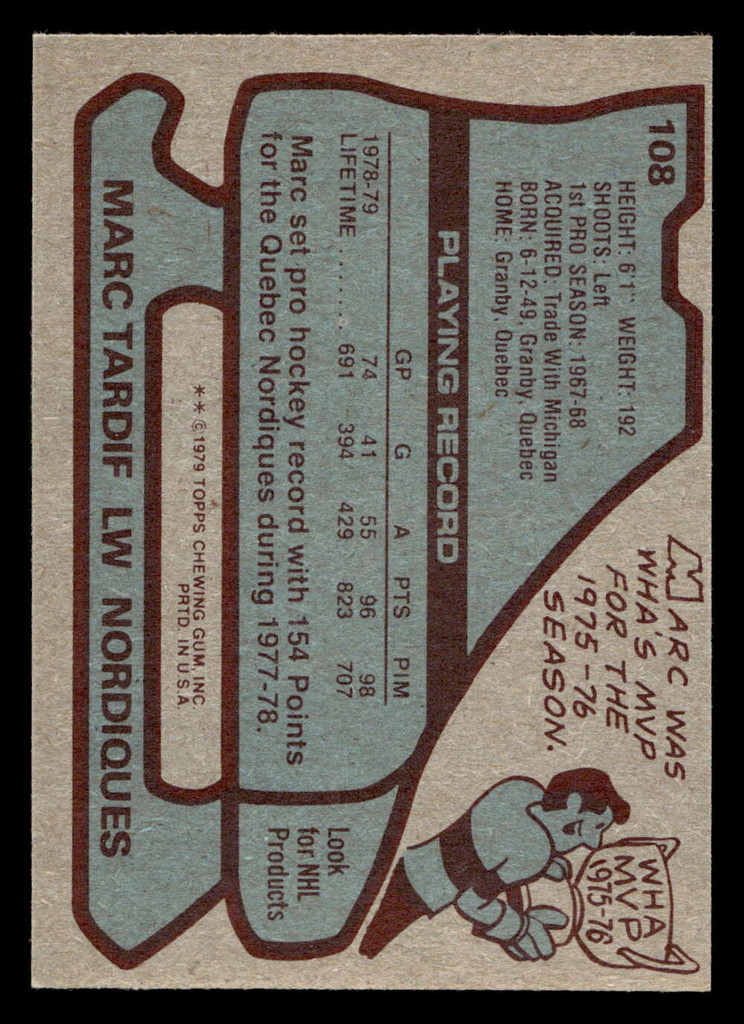 108
HEIGHT: 6'1" WEIGHT: 192
SHOOTS: Left
1st PRO SEASON: 1967-68
ACQUIRED: Trade With Michigan
BORN: 6-12-49, Granby, Quebec
HOME: Granby, Quebec
MARC WAS
WHA'S MVP
FOR THE
1975-76
SEASON.
WHA
MVP
1975-76
PLAYING RECORD
GP G A PTS PIM
1978-79 74 41 55 96 98
LIFETIME ........ 691 394 429 823 707
Marc set pro hockey record with 154 Points
for the Quebec Nordiques during 1977-78.
Look
for NHL
Products
** ©1979 TOPPS CHEWING GUM, INC
PRTD. IN U.S.A
MARC TARDIF LW NORDIQUES